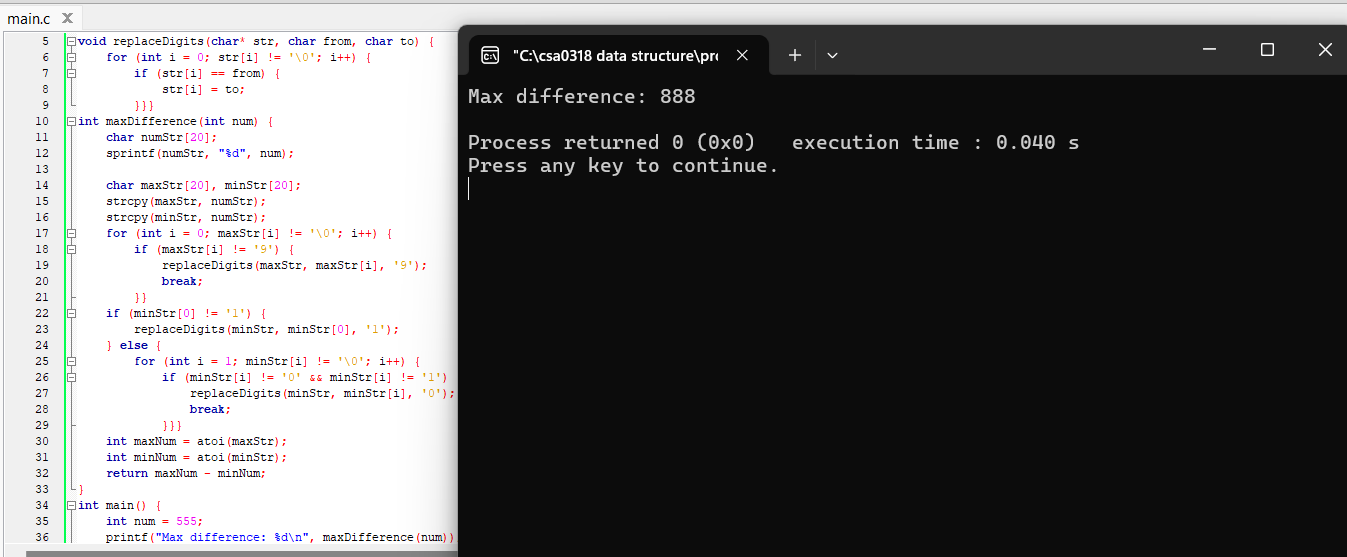 main.c
5 void replaceDigits(char* str, char from, char to) {
6 for (int i = 0; str[i] != '\0'; i++) {
7 if (str[i] == from) {
8 str[i] = to;
9 }}}
10 int maxDifference(int num) {
11 char numStr[20];
12 sprintf(numStr, "%d", num);
13
14 char maxStr[20], minStr[20];
15 strcpy(maxStr, numStr);
16 strcpy(minStr, numStr);
17 for (int i = 0; maxStr[i] != '\0'; i++) {
18 if (maxStr[i] != '9') {
19 replaceDigits(maxStr, maxStr[i], '9');
20 break;
21 }}
22 if (minStr[0] != '1') {
23 replaceDigits(minStr, minStr[0], '1');
24 } else {
25 for (int i = 1; minStr[i] != '\0'; i++) {
26 if (minStr[i] != '0' && minStr[i] != '1')
27 replaceDigits(minStr, minStr[i], '0');
28 break;
29 }}}
30 int maxNum = atoi(maxStr);
31 int minNum = atoi(minStr);
32 return maxNum - minNum;
33 }
34 int main() {
35 int num = 555;
36 printf("Max difference: %d\n", maxDifference(num))
"C:\csa0318 data structure\pro
Max difference: 888
Process returned 0 (0x0)   execution time : 0.040 s
Press any key to continue.